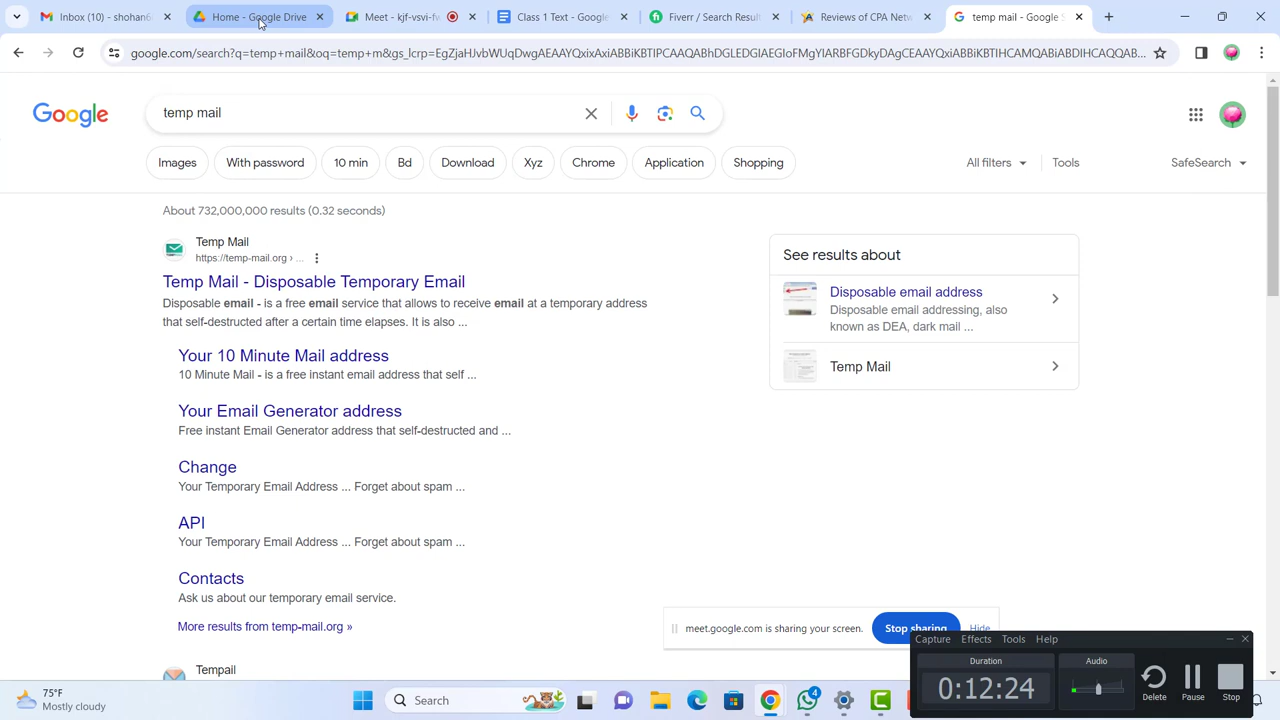 Inbox (1) - shohan6
Home - Google Drive
Meet - kjf-vsvi-fw
Class 1 Text - Google
Fiverr / Search Result
Reviews of CPA Netw
temp mail - Google S
google.com/search?q=temp+mail&oq=temp+m&gs_lcrp=EgZjaHJvbWUqDwgAEAAYQxixAxiABBiKBTIPCAAQABhDGLEDGIAEGIoFMgYIARBFGDkyDAgCEAAYQxiABBiKBTIHCAMQABiABDIHCAQQAB...
Google
temp mail
Images
With password
10 min
Bd
Download
Xyz
Chrome
Application
Shopping
All filters
Tools
SafeSearch
About 732,000,000 results (0.32 seconds)
Temp Mail
https://temp-mail.org › ...
Temp Mail - Disposable Temporary Email
Disposable email - is a free email service that allows to receive email at a temporary address
that self-destructed after a certain time elapses. It is also ...
Your 10 Minute Mail address
10 Minute Mail - is a free instant email address that self ...
Your Email Generator address
Free instant Email Generator address that self-destructed and ...
Change
Your Temporary Email Address ... Forget about spam ...
API
Your Temporary Email Address ... Forget about spam ...
Contacts
Ask us about our temporary email service.
More results from temp-mail.org »
Tempail
See results about
Disposable email address
Disposable email addressing, also
known as DEA, dark mail ...
Temp Mail
meet.google.com is sharing your screen.
Stop sharing
Hide
Capture
Effects
Tools
Help
Duration
0:12:24
Audio
Delete
Pause
Stop
75°F
Mostly cloudy
Search
4